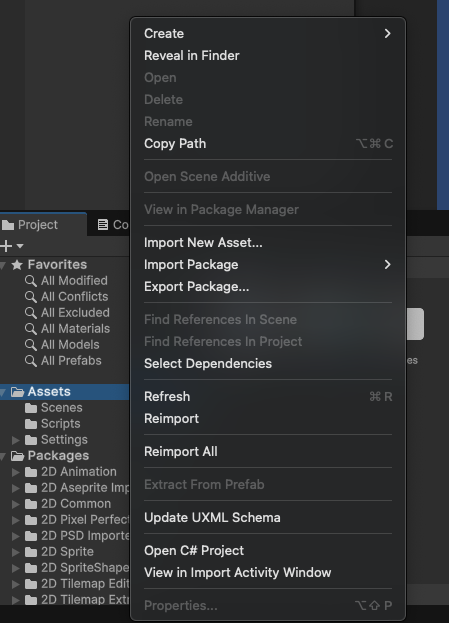 Create
Reveal in Finder
Open
Delete
Rename
Copy Path ⌥⌘C
Open Scene Additive
View in Package Manager
Import New Asset...
Import Package
Export Package...
Find References In Scene
Find References In Project
Select Dependencies
Refresh ⌘R
Reimport
Reimport All
Extract From Prefab
Update UXML Schema
Open C# Project
View in Import Activity Window
Properties... ⌥⇧P
Project
Co
Favorites
All Modified
All Conflicts
All Excluded
All Materials
All Models
All Prefabs
Assets
Scenes
Scripts
Settings
Packages
2D Animation
2D Aseprite Imp
2D Common
2D Pixel Perfect
2D PSD Importe
2D Sprite
2D SpriteShape
2D Tilemap Edit
2D Tilemap Extr
es